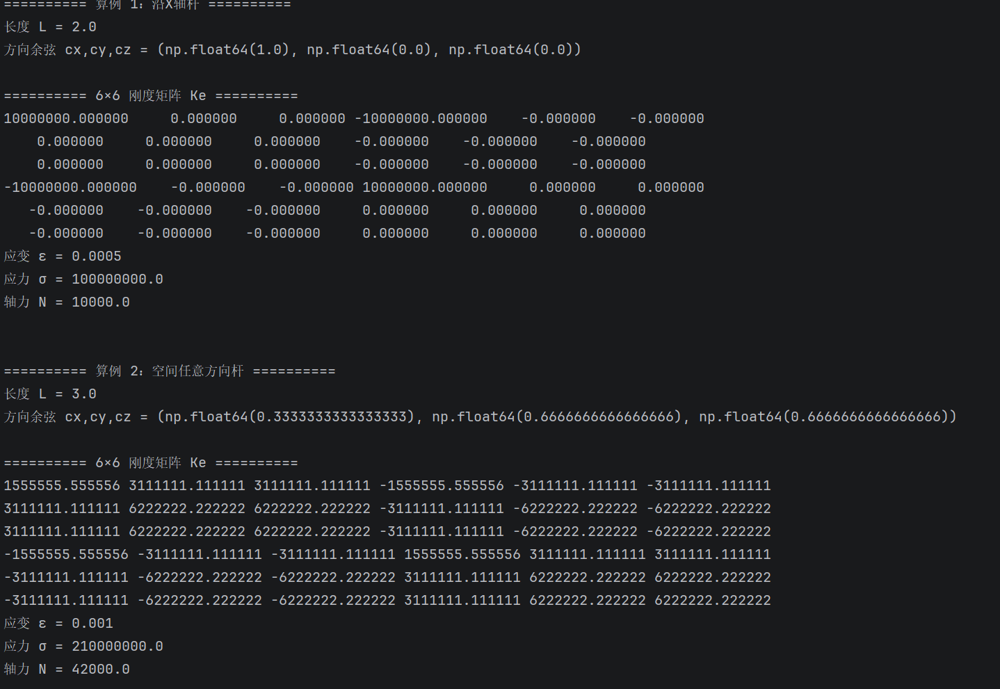 ========== 算例 1：沿X轴杆 ==========
长度 L = 2.0
方向余弦 cx,cy,cz = (np.float64(1.0), np.float64(0.0), np.float64(0.0))
========== 6×6 刚度矩阵 Ke ==========
10000000.000000     0.000000     0.000000 -10000000.000000    -0.000000    -0.000000
    0.000000     0.000000     0.000000    -0.000000    -0.000000    -0.000000
    0.000000     0.000000     0.000000    -0.000000    -0.000000    -0.000000
-10000000.000000    -0.000000    -0.000000 10000000.000000     0.000000     0.000000
   -0.000000    -0.000000    -0.000000     0.000000     0.000000     0.000000
   -0.000000    -0.000000    -0.000000     0.000000     0.000000     0.000000
应变 ε = 0.0005
应力 σ = 100000000.0
轴力 N = 10000.0
========== 算例 2：空间任意方向杆 ==========
长度 L = 3.0
方向余弦 cx,cy,cz = (np.float64(0.3333333333333333), np.float64(0.6666666666666666), np.float64(0.6666666666666666))
========== 6×6 刚度矩阵 Ke ==========
1555555.555556 3111111.111111 3111111.111111 -1555555.555556 -3111111.111111 -3111111.111111
3111111.111111 6222222.222222 6222222.222222 -3111111.111111 -6222222.222222 -6222222.222222
3111111.111111 6222222.222222 6222222.222222 -3111111.111111 -6222222.222222 -6222222.222222
-1555555.555556 -3111111.111111 -3111111.111111 1555555.555556 3111111.111111 3111111.111111
-3111111.111111 -6222222.222222 -6222222.222222 3111111.111111 6222222.222222 6222222.222222
-3111111.111111 -6222222.222222 -6222222.222222 3111111.111111 6222222.222222 6222222.222222
应变 ε = 0.001
应力 σ = 210000000.0
轴力 N = 42000.0